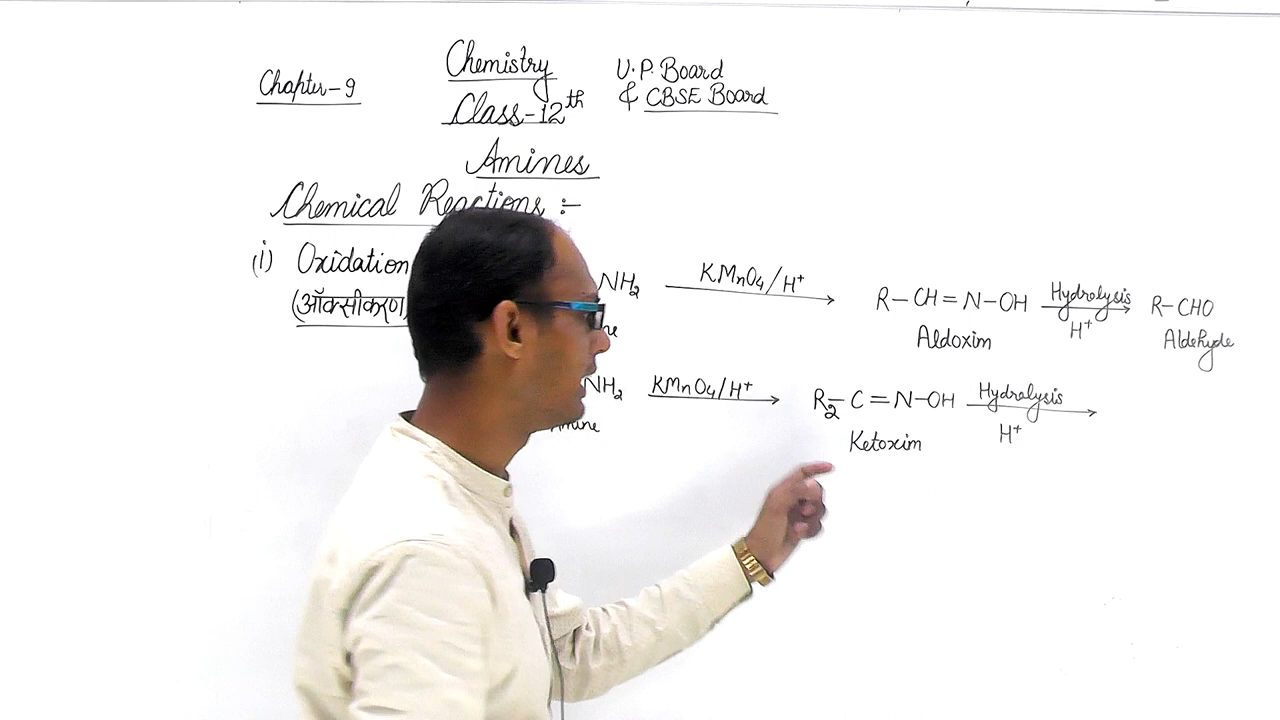 Chapter-9
Chemistry
Class-12th
U.P. Board
& CBSE Board
Amines
Chemical Reactions :-
(i) Oxidation
(ऑक्सीकरण)
NH2 KMnO4/H+ R-CH=N-OH Hydrolysis H+ R-CHO
Aldoxim Aldehyde
NH2 KMnO4/H+ R2-C=N-OH Hydrolysis H+
Amine Ketoxim